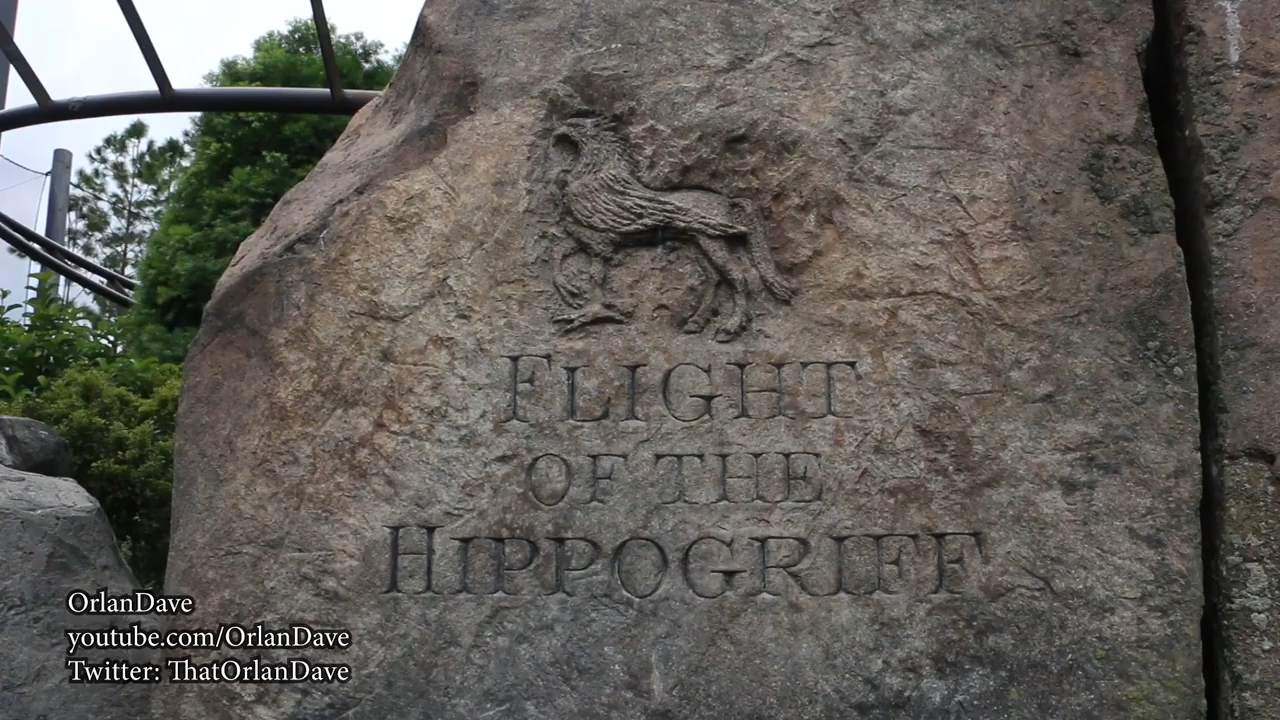 FLIGHT
OF THE
HIPPOGRIFF
OrlanDave
youtube.com/OrlanDave
Twitter: ThatOrlanDave